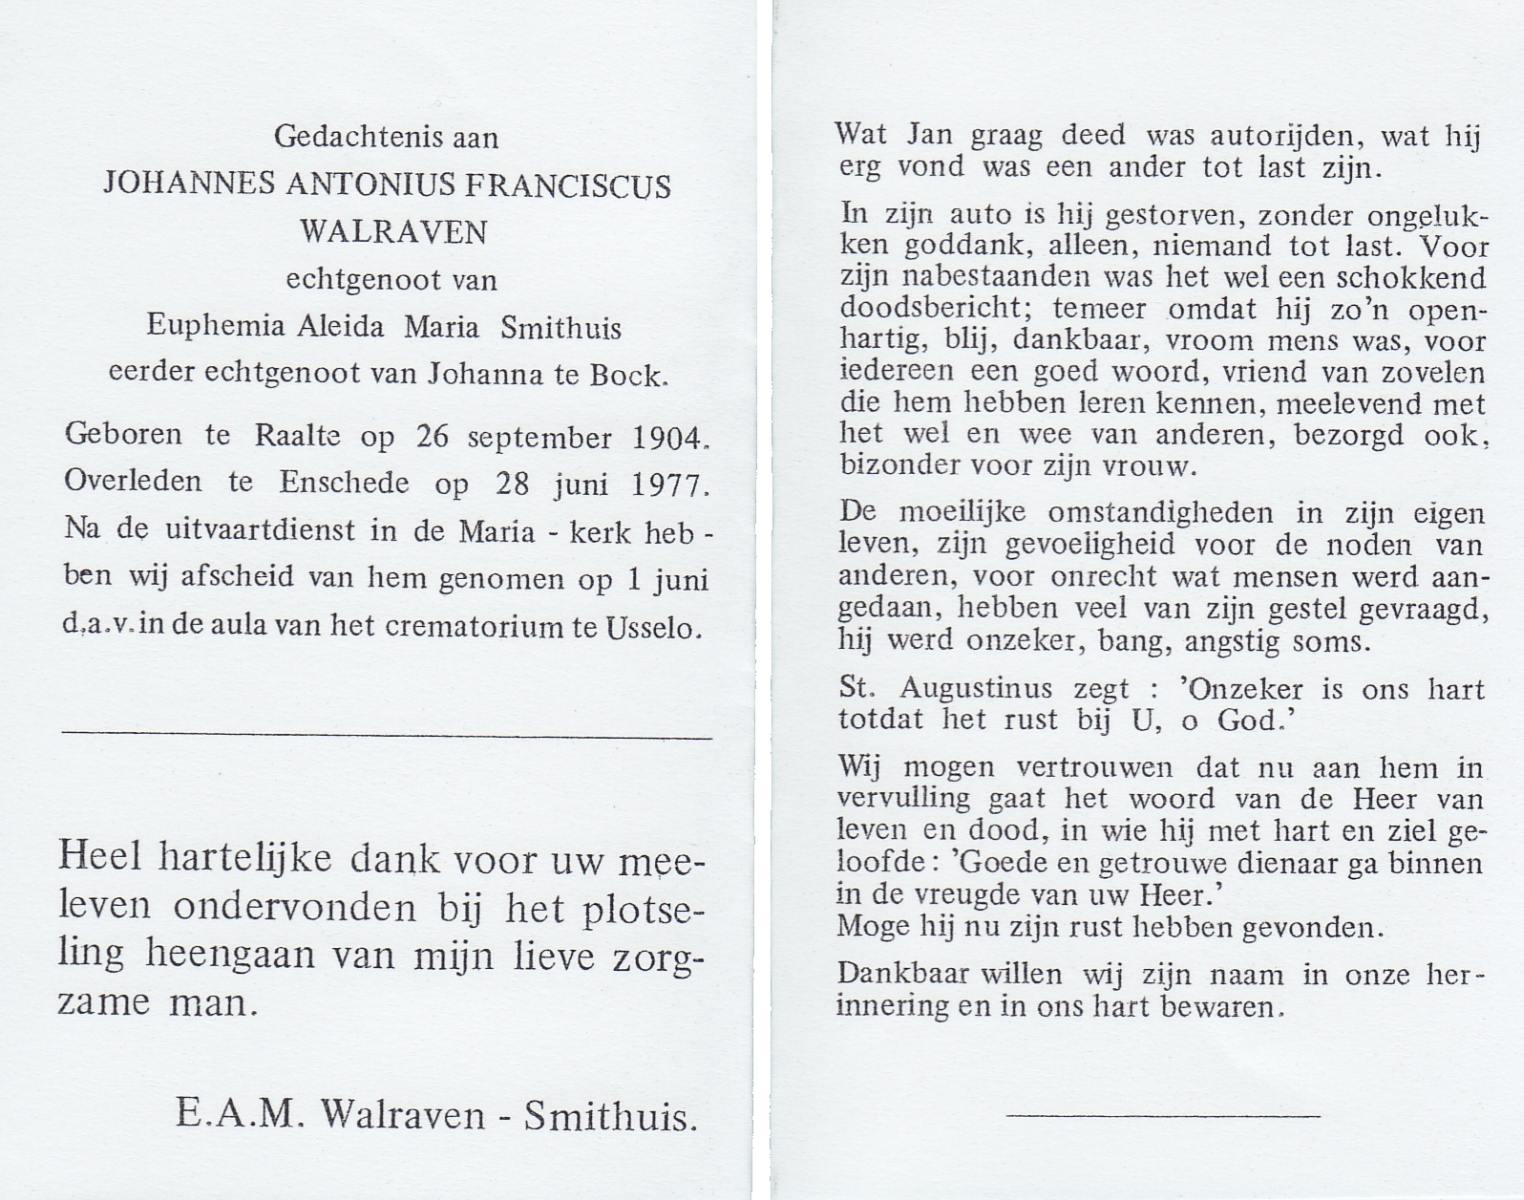 Gedachtenis aan
JOHANNES ANTONIUS FRANCISCUS
WALRAVEN
echtgenoot van
Euphemia Aleida Maria Smithuis
eerder echtgenoot van Johanna te Bock.
Geboren te Raalte op 26 september 1904.
Overleden te Enschede op 28 juni 1977.
Na de uitvaartdienst in de Maria - kerk heb -
ben wij afscheid van hem genomen op 1 juni
d.a.v. in de aula van het crematorium te Usselo.
Heel hartelijke dank voor uw mee-
leven ondervonden bij het plotse-
ling heengaan van mijn lieve zorg-
zame man.
E.A.M. Walraven - Smithuis.
Wat Jan graag deed was autorijden, wat hij
erg vond was een ander tot last zijn.
In zijn auto is hij gestorven, zonder ongeluk-
ken goddank, alleen, niemand tot last. Voor
zijn nabestaanden was het wel een schokkend
doodsbericht; temeer omdat hij zo'n open-
hartig, blij, dankbaar, vroom mens was, voor
iedereen een goed woord, vriend van zovelen
die hem hebben leren kennen, meelevend met
het wel en wee van anderen, bezorgd ook,
bizonder voor zijn vrouw.
De moeilijke omstandigheden in zijn eigen
leven, zijn gevoeligheid voor de noden van
anderen, voor onrecht wat mensen werd aan-
gedaan, hebben veel van zijn gestel gevraagd,
hij werd onzeker, bang, angstig soms.
St. Augustinus zegt : 'Onzeker is ons hart
totdat het rust bij U, o God.'
Wij mogen vertrouwen dat nu aan hem in
vervulling gaat het woord van de Heer van
leven en dood, in wie hij met hart en ziel ge-
loofde : 'Goede en getrouwe dienaar ga binnen
in de vreugde van uw Heer.'
Moge hij nu zijn rust hebben gevonden.
Dankbaar willen wij zijn naam in onze her-
innering en in ons hart bewaren.